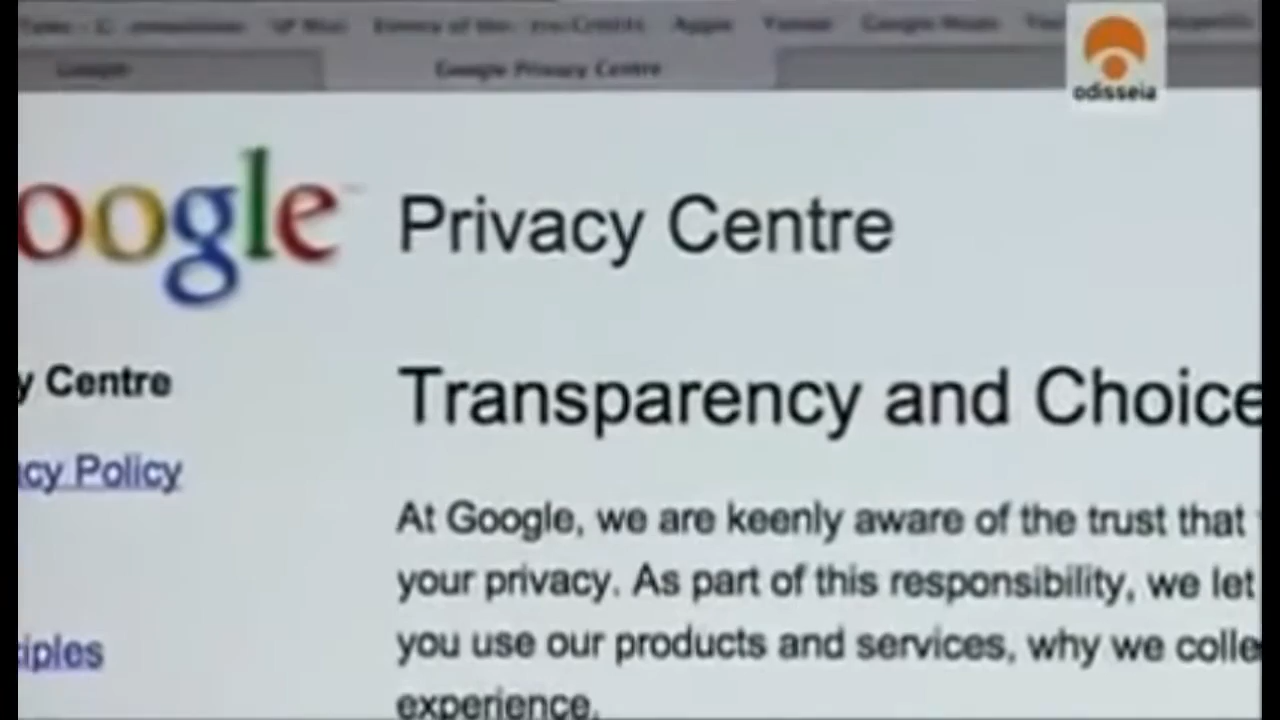 Google
Google Privacy Centre
odisseia
oogle
Privacy Centre
y Centre
Transparency and Choice
cy Policy
At Google, we are keenly aware of the trust that
your privacy. As part of this responsibility, we let
you use our products and services, why we colle
ciples
experience.